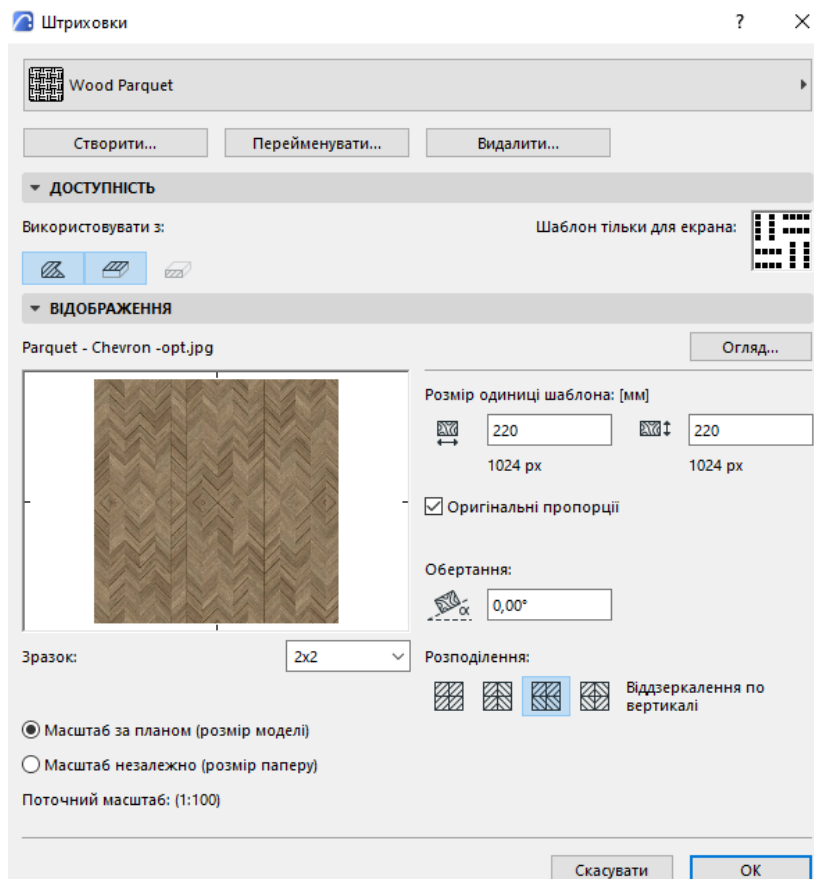 Штриховки ?
Wood Parquet
Створити... Перейменувати... Видалити...
ДОСТУПНІСТЬ
Використовувати з: Шаблон тільки для екрана:
ВІДОБРАЖЕННЯ
Parquet - Chevron -opt.jpg Огляд...
Розмір одиниці шаблона: [мм]
220 220
1024 px 1024 px
Оригінальні пропорції
Обертання:
α 0,00°
Зразок: 2x2
Розподілення:
Віддзеркалення по
вертикалі
Масштаб за планом (розмір моделі)
Масштаб незалежно (розмір паперу)
Поточний масштаб: (1:100)
Скасувати OK